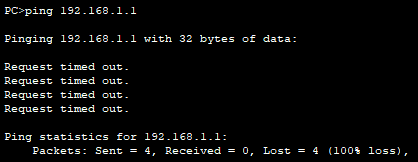 PC>ping 192.168.1.1
Pinging 192.168.1.1 with 32 bytes of data:
Request timed out.
Request timed out.
Request timed out.
Request timed out.
Ping statistics for 192.168.1.1:
    Packets: Sent = 4, Received = 0, Lost = 4 (100% loss),